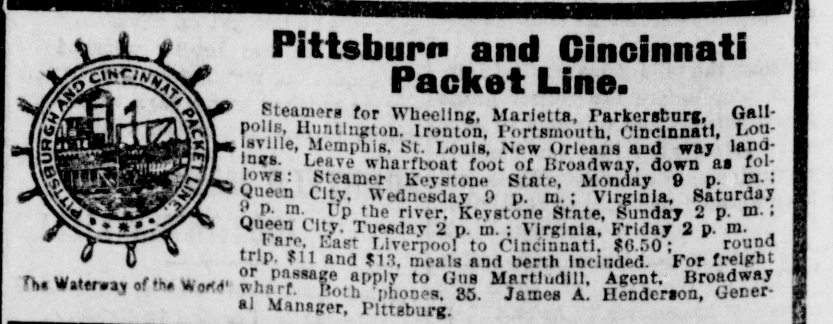 Pittsburg and Cincinnati
Packet Line.
PITTSBURGH AND CINCINNATI PACKET LINE.
"The Waterway of the World"
Steamers for Wheeling, Marietta, Parkersburg, Gall-
polis, Huntington, Ironton, Portsmouth, Cincinnati, Lou-
isville, Memphis, St. Louis, New Orleans and way land-
ings. Leave wharfboat foot of Broadway, down as fol-
lows: Steamer Keystone State, Monday 9 p. m.;
Queen City, Wednesday 9 p. m.; Virginia, Saturday
9 p. m. Up the river, Keystone State, Sunday 2 p. m.;
Queen City, Tuesday 2 p. m.; Virginia, Friday 2 p. m.
Fare, East Liverpool to Cincinnati, $6.50; round
trip, $11 and $13, meals and berth included. For freight
or passage apply to Gus Martludill, Agent, Broadway
wharf. Both phones, 35. James A. Henderson, Gener-
al Manager, Pittsburg.